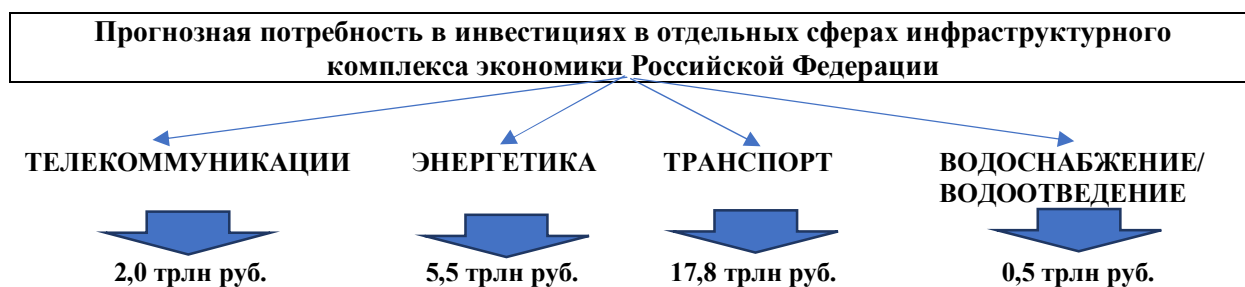 Прогнозная потребность в инвестициях в отдельных сферах инфраструктурного
комплекса экономики Российской Федерации
ТЕЛЕКОММУНИКАЦИИ
ЭНЕРГЕТИКА
ТРАНСПОРТ
ВОДОСНАБЖЕНИЕ/
ВОДООТВЕДЕНИЕ
2,0 трлн руб.
5,5 трлн руб.
17,8 трлн руб.
0,5 трлн руб.